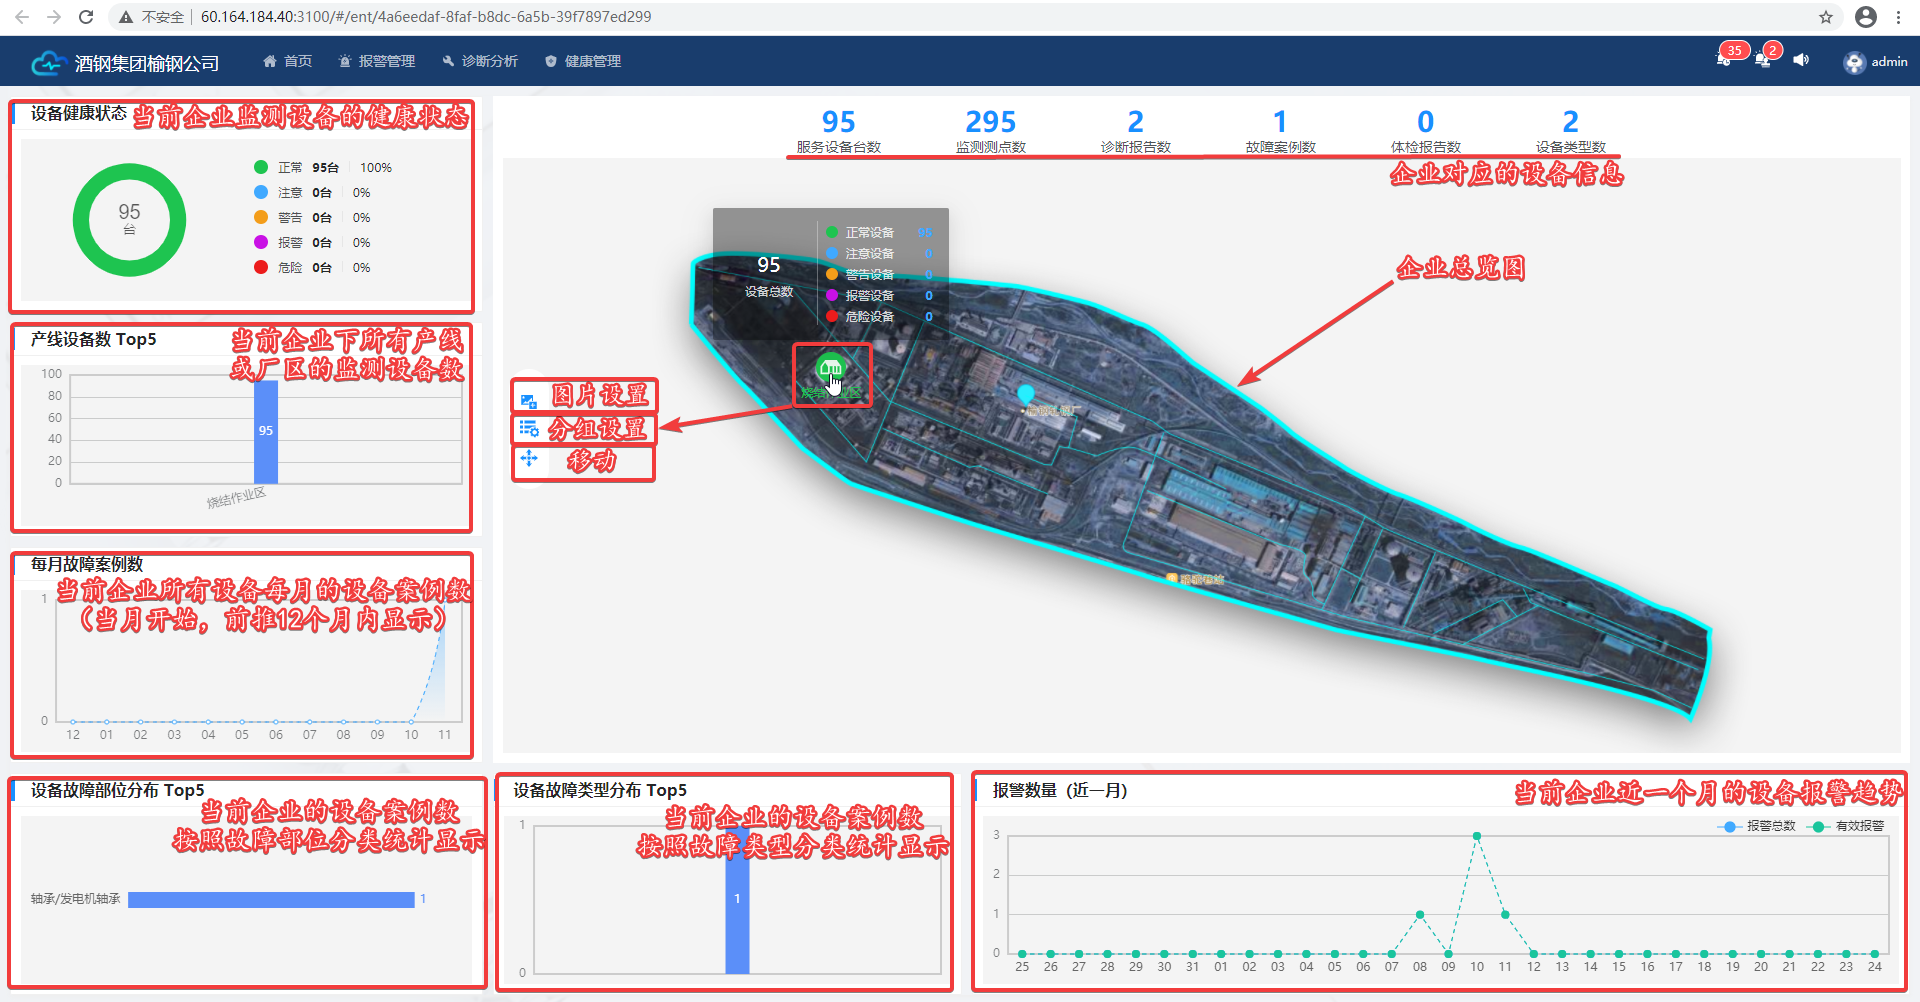 不安全
60.164.184.40:3100/#/ent/4a6eedaf-8faf-b8dc-6a5b-39f7897ed299
酒钢集团榆钢公司
首页
报警管理
诊断分析
健康管理
35
2
admin
设备健康状态
当前企业监测设备的健康状态
95
台
正常 95台 100%
注意 0台 0%
警告 0台 0%
报警 0台 0%
危险 0台 0%
产线设备数 Top5
当前企业下所有产线
或厂区的监测设备数
100
80
60
40
20
0
95
烧结作业区
每月故障案例数
当前企业所有设备每月的设备案例数
（当月开始，前推12个月内显示）
1
0
12 01 02 03 04 05 06 07 08 09 10 11
95 295 2 1 0 2
服务设备台数 监测测点数 诊断报告数 故障案例数 体检报告数 设备类型数
企业对应的设备信息
95
设备总数
正常设备 95
注意设备 0
警告设备 0
报警设备 0
危险设备 0
企业总览图
烧结作业区
图片设置
分组设置
移动
设备故障部位分布 Top5
当前企业的设备案例数
按照故障部位分类统计显示
轴承/发电机轴承 1
设备故障类型分布 Top5
当前企业的设备案例数
按照故障类型分类统计显示
1
0
1
报警数量（近一月）
当前企业近一个月的设备报警趋势
报警总数 有效报警
3
2
1
0
25 26 27 28 29 30 31 01 02 03 04 05 06 07 08 09 10 11 12 13 14 15 16 17 18 19 20 21 22 23 24